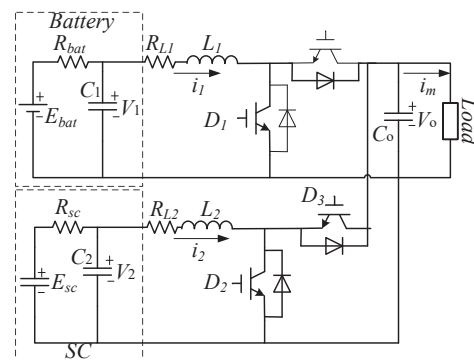 Battery
R_bat
R_L1
L_1
C_1
i_1
+
-
V_1
+
-
E_bat
D_1
i_m
C_o
+
-
V_o
Load
R_sc
R_L2
L_2
D_3
C_2
i_2
+
-
V_2
+
-
E_sc
D_2
SC